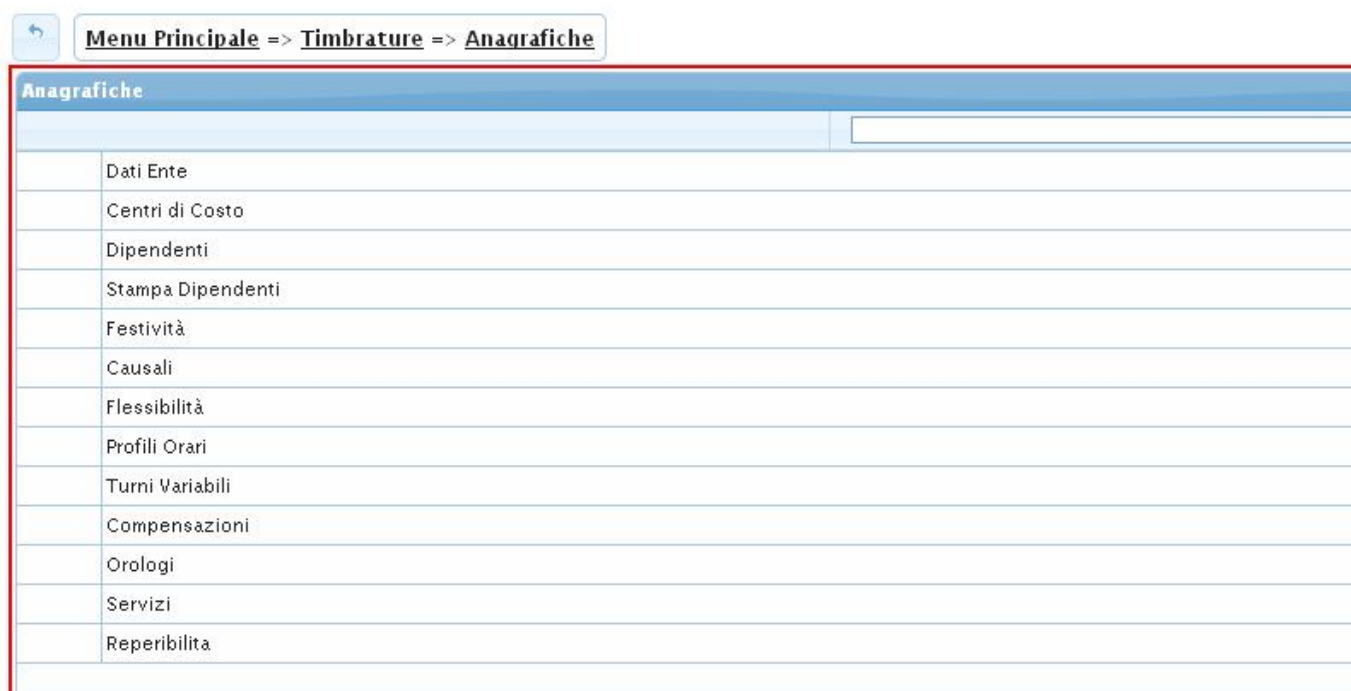 Menu Principale => Timbrature => Anagrafiche
Anagrafiche
Dati Ente
Centri di Costo
Dipendenti
Stampa Dipendenti
Festività
Causali
Flessibilità
Profili Orari
Turni Variabili
Compensazioni
Orologi
Servizi
Reperibilita